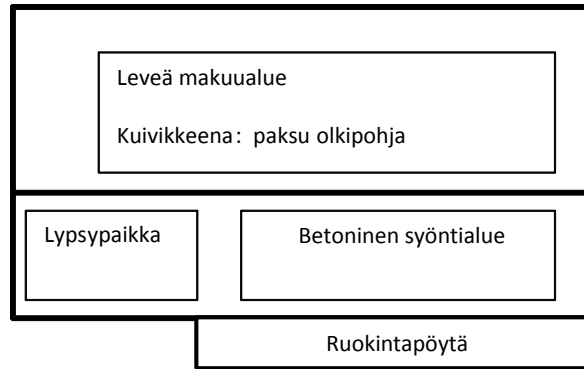 Leveä makuualue
Kuivikkeena: paksu olkipohja
Lypsypaikka
Betoninen syöntialue
Ruokintapöytä